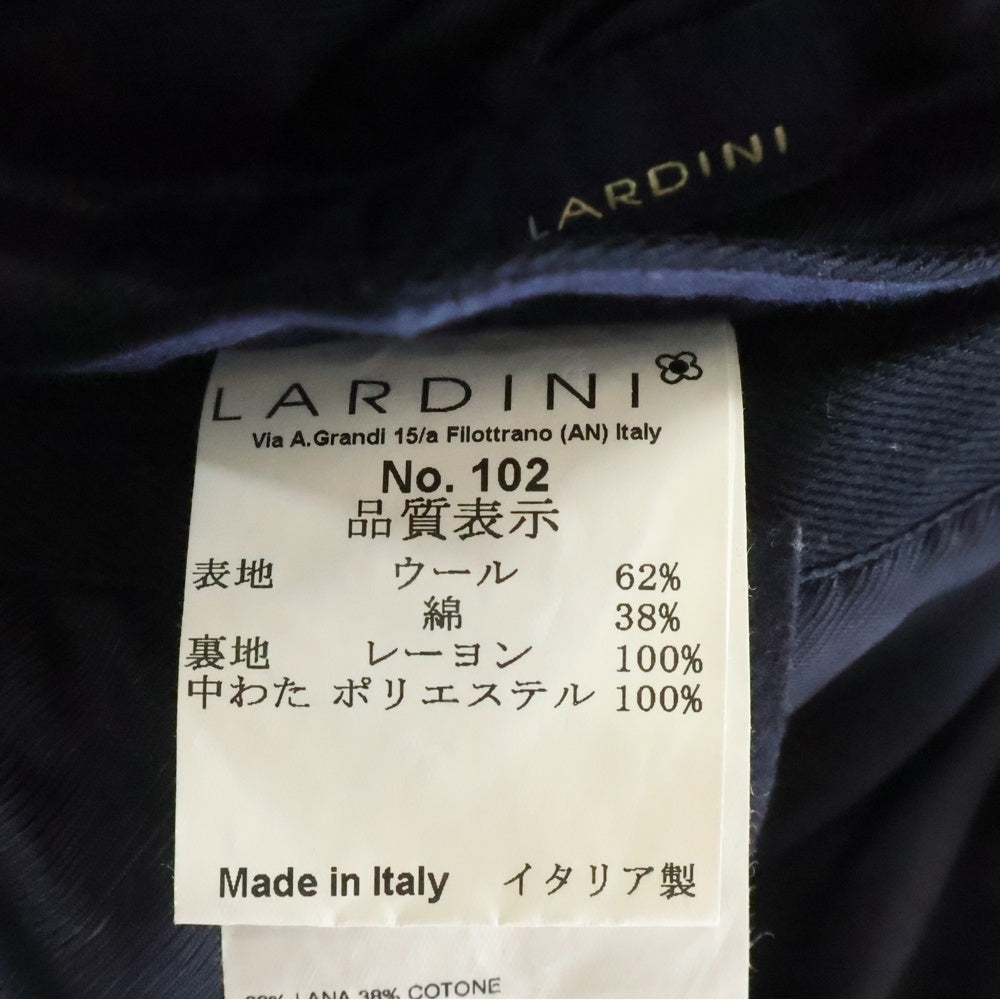 LARDINI
LARDINI
Via A.Grandi 15/a Filottrano (AN) Italy
No. 102
品質表示
表地 ウール 62%
綿 38%
裏地 レーヨン 100%
中わた ポリエステル 100%
Made in Italy イタリア製
LANA 38% COTONE